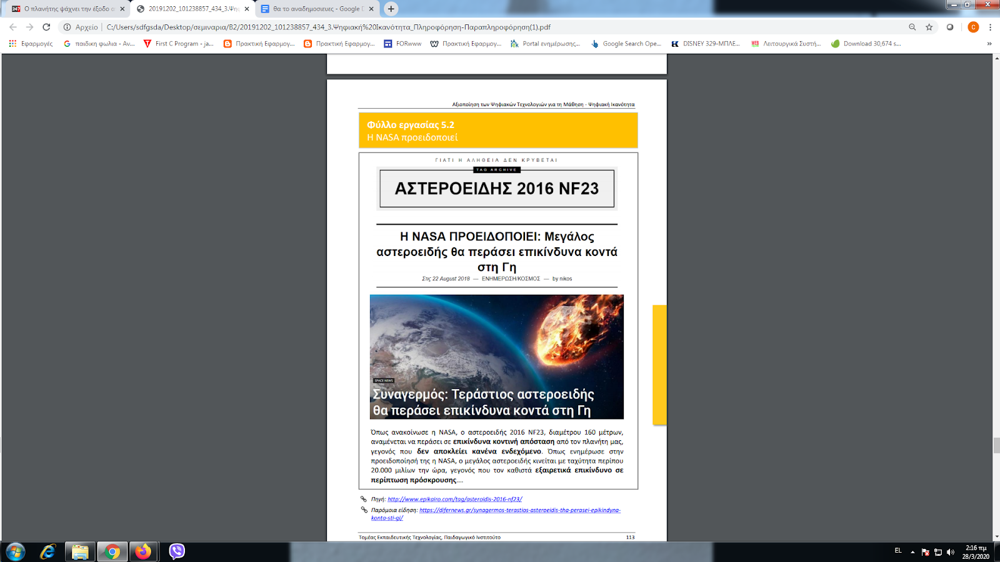 Ο πλανήτης ψάχνει την έξοδο α
20191202_101238857_434_3.Ψηφ
θα το αναδημοσιευες - Google D
Αρχείο | C:/Users/sdfgsda/Desktop/σεμιναρια/Β2/20191202_101238857_434_3.Ψηφιακή%20Ικανότητα_Πληροφόρηση-Παραπληροφόρηση(1).pdf
Εφαρμογές
παιδικη φωλια - Αν...
First C Program - ja...
Πρακτική Εφαρμογ...
Πρακτική Εφαρμογ...
FORwww
Πρακτική Εφαρμογ...
Portal ενημέρωσης...
Google Search Ope...
DISNEY 329-ΜΠΛΕ...
Λειτουργικά Συστή...
Download 30,674 s...
Αξιοποίηση των Ψηφιακών Τεχνολογιών για τη Μάθηση - Ψηφιακή Ικανότητα
Φύλλο εργασίας 5.2
Η NASA προειδοποιεί
ΓΙΑΤΙ Η ΑΛΗΘΕΙΑ ΔΕΝ ΚΡΥΒΕΤΑΙ
TAG ARCHIVE
ΑΣΤΕΡΟΕΙΔΗΣ 2016 NF23
Η NASA ΠΡΟΕΙΔΟΠΟΙΕΙ: Μεγάλος
αστεροειδής θα περάσει επικίνδυνα κοντά
στη Γη
Στις 22 August 2018 — ΕΝΗΜΕΡΩΣΗ/ΚΟΣΜΟΣ — by nikos
SPACE NEWS
Συναγερμός: Τεράστιος αστεροειδής
θα περάσει επικίνδυνα κοντά στη Γη
Όπως ανακοίνωσε η NASA, ο αστεροειδής 2016 NF23, διαμέτρου 160 μέτρων,
αναμένεται να περάσει σε επικίνδυνα κοντινή απόσταση από τον πλανήτη μας,
γεγονός που δεν αποκλείει κανένα ενδεχόμενο. Όπως ενημέρωσε στην
προειδοποίησή της η NASA, ο μεγάλος αστεροειδής κινείται με ταχύτητα περίπου
20.000 μιλίων την ώρα, γεγονός που τον καθιστά εξαιρετικά επικίνδυνο σε
περίπτωση πρόσκρουσης....
Πηγή: http://www.epikairo.com/tag/asteroidis-2016-nf23/
Παρόμοια είδηση: https://difernews.gr/synagermos-terastios-asteroeidis-tha-perasei-epikindyna-
konta-sti-gi/
Τομέας Εκπαιδευτικής Τεχνολογίας, Παιδαγωγικό Ινστιτούτο 113
EL
2:16 πμ
28/3/2020